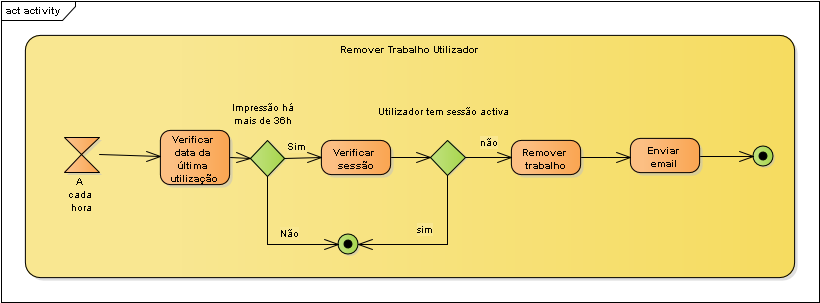 act activity
Remover Trabalho Utilizador
Impressão há
mais de 36h
Utilizador tem sessão activa
A
cada
hora
Verificar
data da
última
utilização
Sim
Verificar
sessão
não
Remover
trabalho
Enviar
email
Não
sim